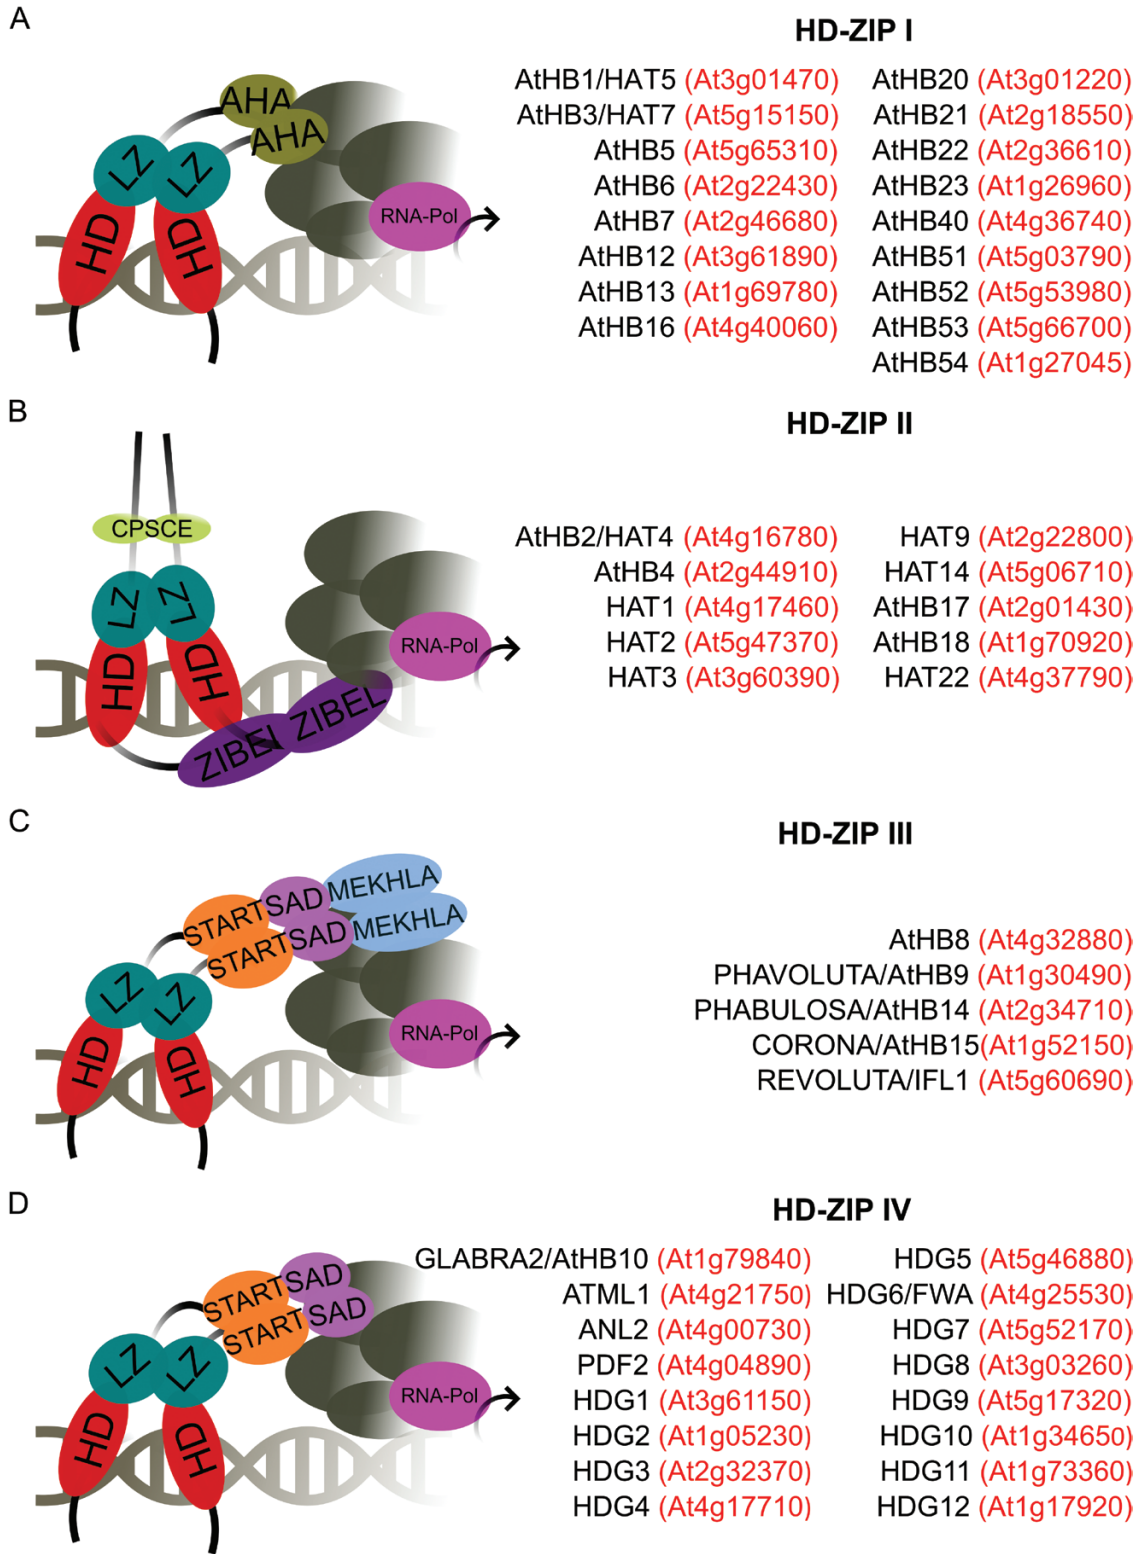 A
HD-ZIP I
AHA
AHA
LZ
LZ
HD
HD
RNA-Pol
AtHB1/HAT5 (At3g01470)
AtHB3/HAT7 (At5g15150)
AtHB5 (At5g65310)
AtHB6 (At2g22430)
AtHB7 (At2g46680)
AtHB12 (At3g61890)
AtHB13 (At1g69780)
AtHB16 (At4g40060)
AtHB20 (At3g01220)
AtHB21 (At2g18550)
AtHB22 (At2g36610)
AtHB23 (At1g26960)
AtHB40 (At4g36740)
AtHB51 (At5g03790)
AtHB52 (At5g53980)
AtHB53 (At5g66700)
AtHB54 (At1g27045)
B
HD-ZIP II
CPSCE
LZ
LZ
HD
HD
ZIBEL
ZIBEL
RNA-Pol
AtHB2/HAT4 (At4g16780)
AtHB4 (At2g44910)
HAT1 (At4g17460)
HAT2 (At5g47370)
HAT3 (At3g60390)
HAT9 (At2g22800)
HAT14 (At5g06710)
AtHB17 (At2g01430)
AtHB18 (At1g70920)
HAT22 (At4g37790)
C
HD-ZIP III
START SAD MEKHLA
START SAD MEKHLA
LZ
LZ
HD
HD
RNA-Pol
AtHB8 (At4g32880)
PHAVOLUTA/AtHB9 (At1g30490)
PHABULOSA/AtHB14 (At2g34710)
CORONA/AtHB15(At1g52150)
REVOLUTA/IFL1 (At5g60690)
D
HD-ZIP IV
START SAD
START SAD
LZ
LZ
HD
HD
RNA-Pol
GLABRA2/AtHB10 (At1g79840)
ATML1 (At4g21750)
ANL2 (At4g00730)
PDF2 (At4g04890)
HDG1 (At3g61150)
HDG2 (At1g05230)
HDG3 (At2g32370)
HDG4 (At4g17710)
HDG5 (At5g46880)
HDG6/FWA (At4g25530)
HDG7 (At5g52170)
HDG8 (At3g03260)
HDG9 (At5g17320)
HDG10 (At1g34650)
HDG11 (At1g73360)
HDG12 (At1g17920)